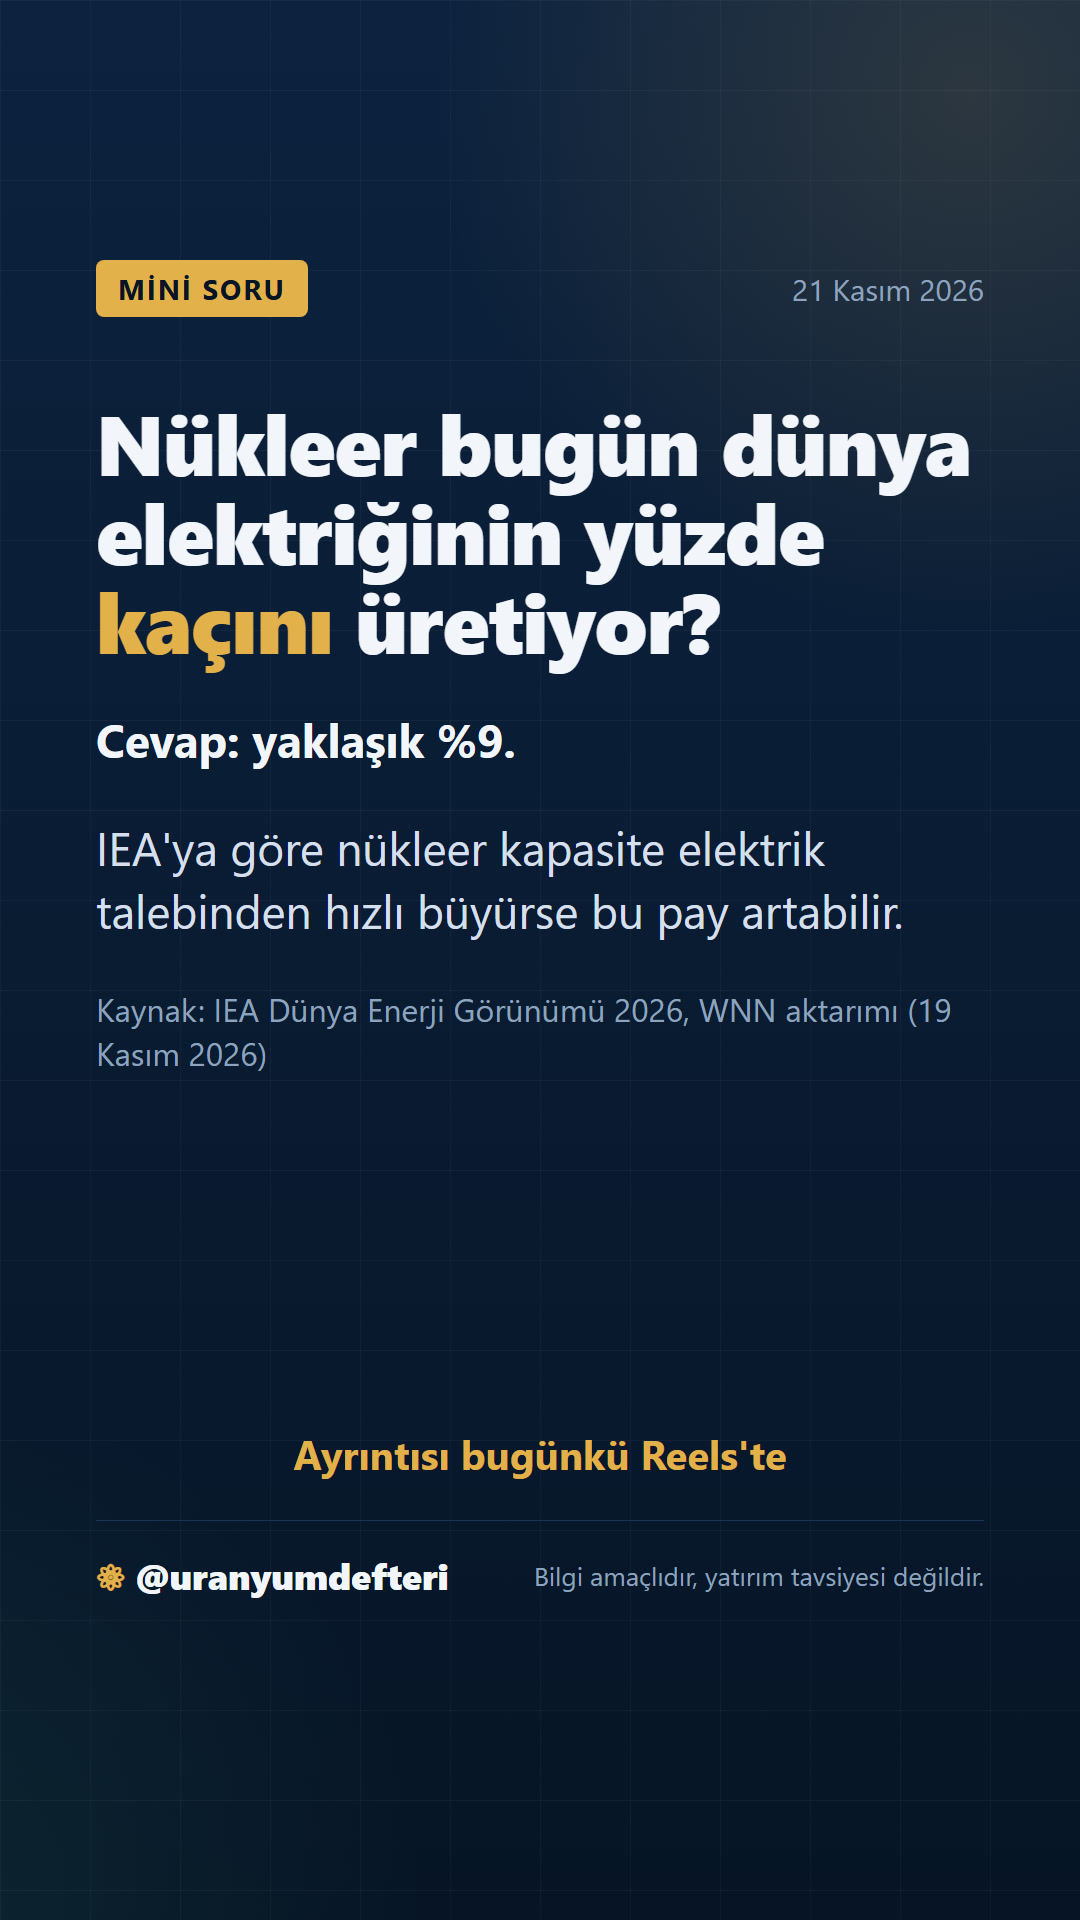 MİNİ SORU
21 Kasım 2026
Nükleer bugün dünya
elektriğinin yüzde
kaçını üretiyor?
Cevap: yaklaşık %9.
IEA'ya göre nükleer kapasite elektrik
talebinden hızlı büyürse bu pay artabilir.
Kaynak: IEA Dünya Enerji Görünümü 2026, WNN aktarımı (19
Kasım 2026)
Ayrıntısı bugünkü Reels'te
@uranyumdefteri
Bilgi amaçlıdır, yatırım tavsiyesi değildir.